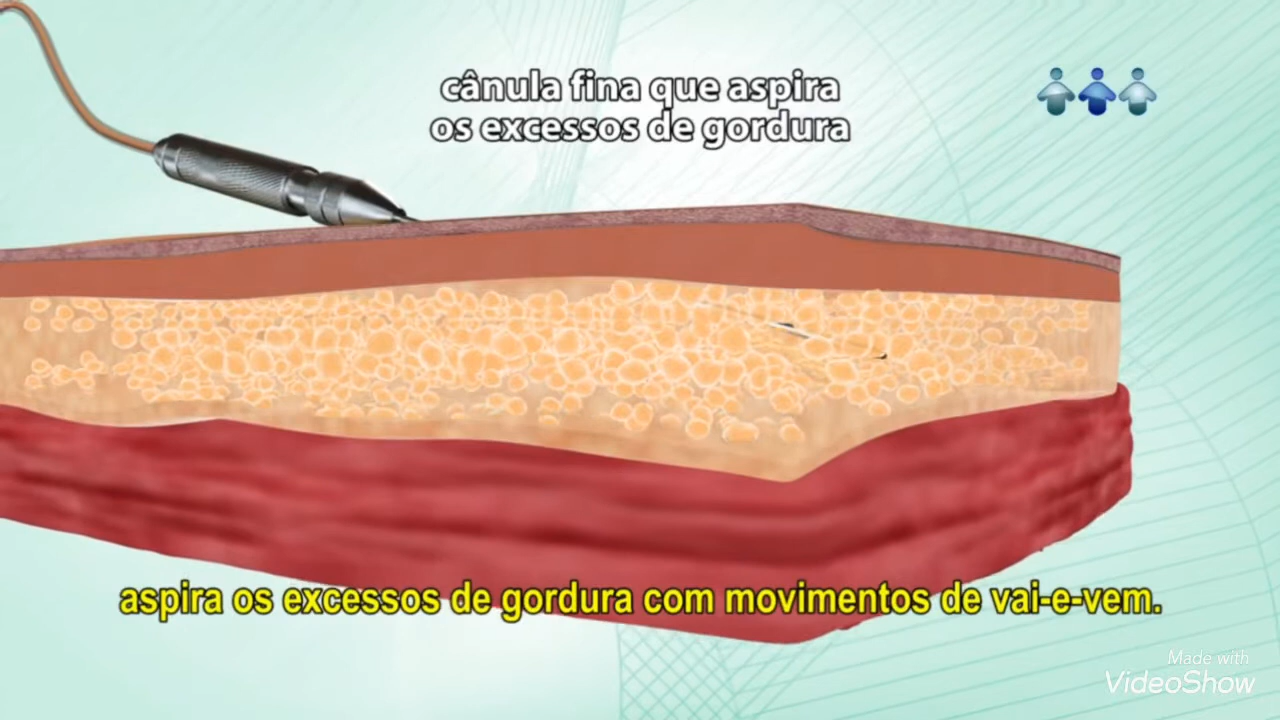 cânula fina que aspira
os excessos de gordura
aspira os excessos de gordura com movimentos de vai-e-vem.
Made with
VideoShow